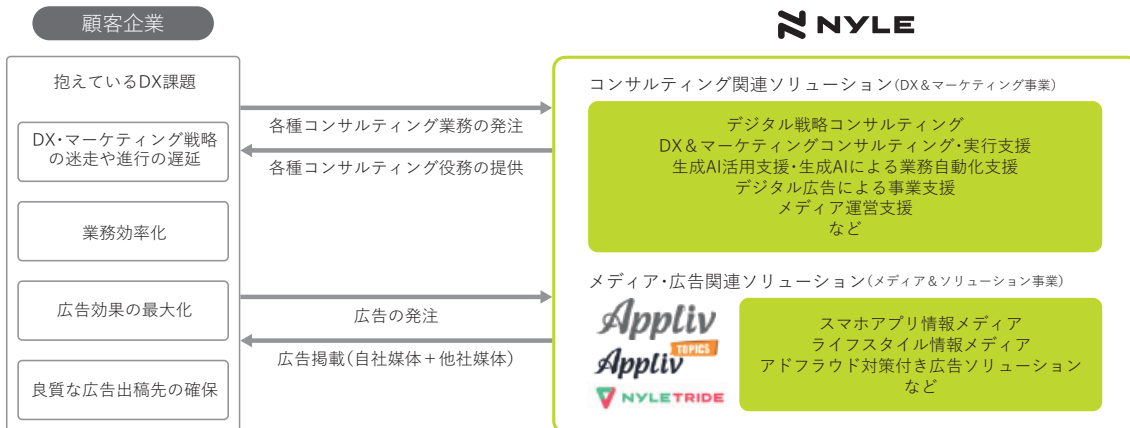 顧客企業
抱えているDX課題
DX・マーケティング戦略
の迷走や進行の遅延
業務効率化
広告効果の最大化
良質な広告出稿先の確保
各種コンサルティング業務の発注
各種コンサルティング役務の提供
広告の発注
広告掲載(自社媒体＋他社媒体)
NYLE
コンサルティング関連ソリューション(DX＆マーケティング事業)
デジタル戦略コンサルティング
DX＆マーケティングコンサルティング・実行支援
生成AI活用支援・生成AIによる業務自動化支援
デジタル広告による事業支援
メディア運営支援
など
メディア・広告関連ソリューション(メディア＆ソリューション事業)
Appliv
TOPICS
Appliv
NYLETRIDE
スマホアプリ情報メディア
ライフスタイル情報メディア
アドフラウド対策付き広告ソリューション
など